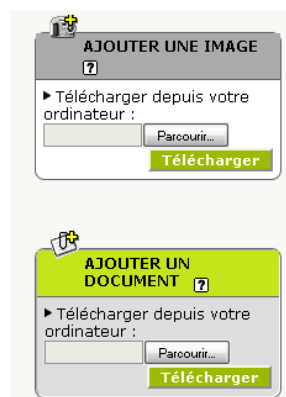 AJOUTER UNE IMAGE
?
Télécharger depuis votre
ordinateur :
Parcourir...
Télécharger
AJOUTER UN
DOCUMENT ?
Télécharger depuis votre
ordinateur :
Parcourir...
Télécharger